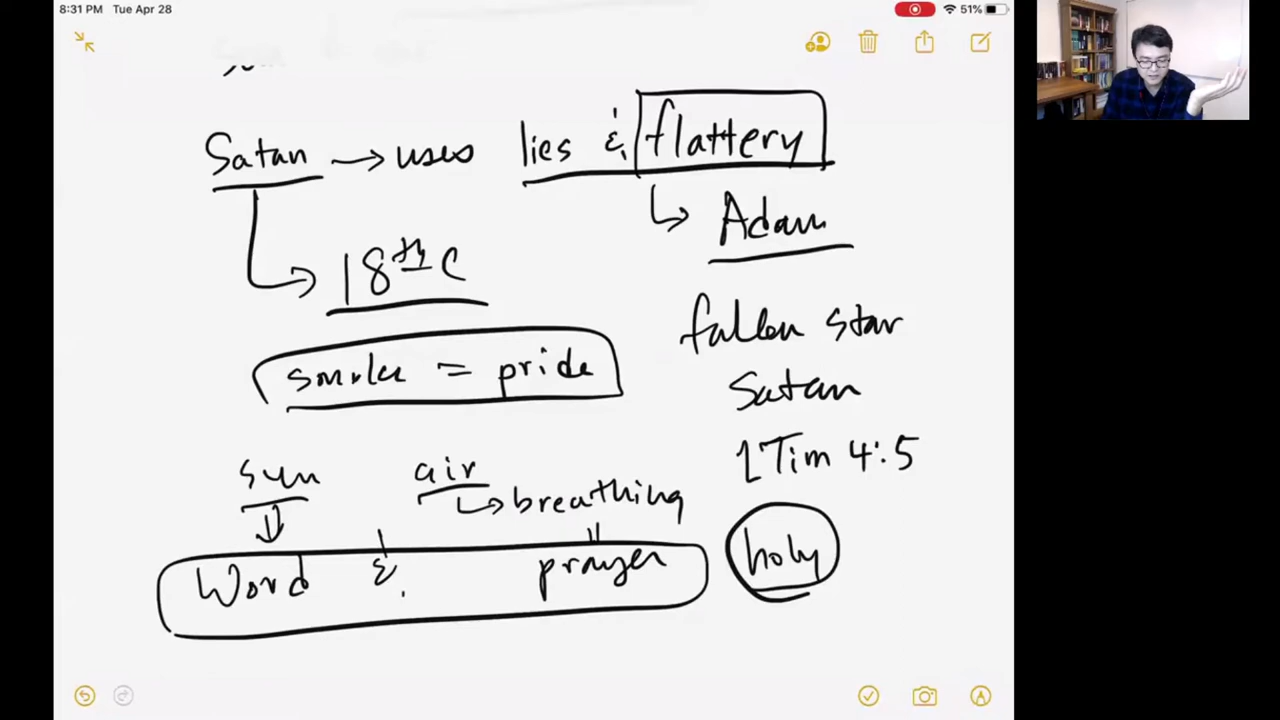 8:31 PM Tue Apr 28
51%
Satan → uses lies & flattery
↳ Adam
↳ 18th C
fallen star
smoke = pride
Satan
1 Tim 4:5
sun air
↳ breathing
Word & prayer
holy